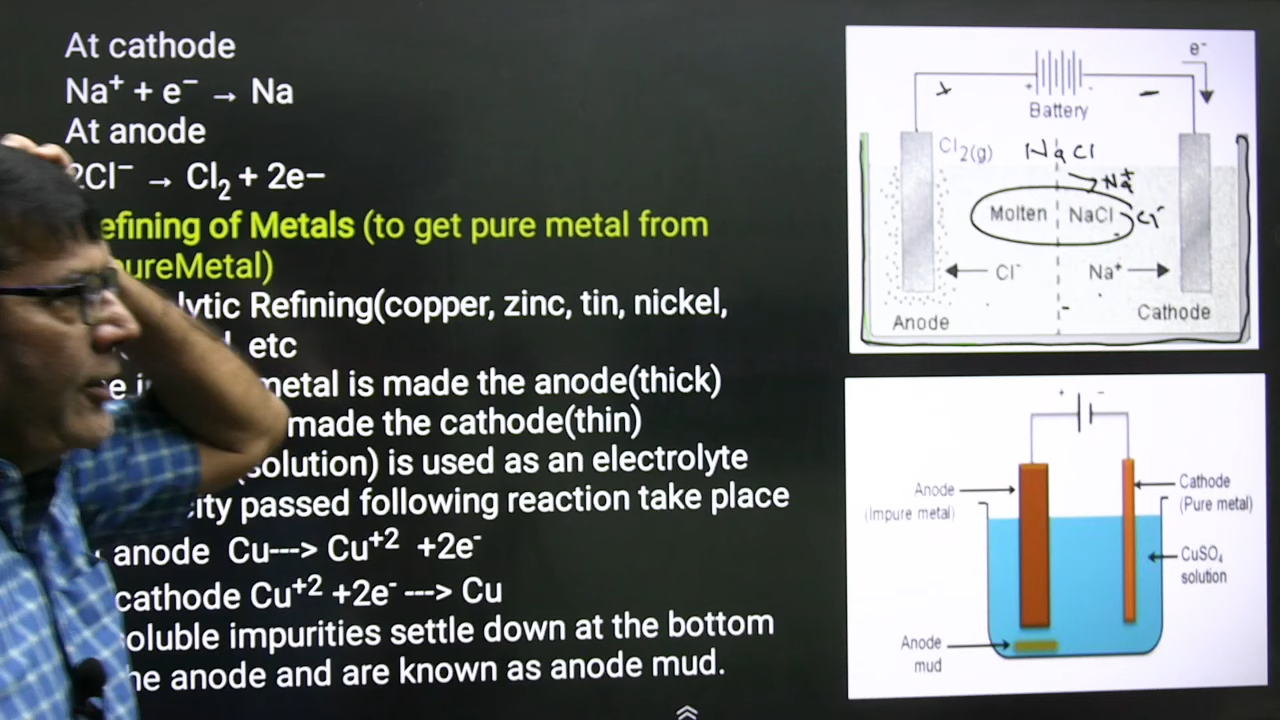 At cathode
Na⁺ + e⁻ → Na
At anode
2Cl⁻ → Cl₂ + 2e−
efining of Metals (to get pure metal from
pureMetal)
lytic Refining(copper, zinc, tin, nickel,
etc
metal is made the anode(thick)
made the cathode(thin)
(solution) is used as an electrolyte
city passed following reaction take place
anode Cu---> Cu⁺² +2e⁻
cathode Cu⁺² +2e⁻ ---> Cu
soluble impurities settle down at the bottom
he anode and are known as anode mud.
e⁻
+ -
+ -
Battery
Cl₂(g)
NaCl
Na⁺
Molten NaCl Cl⁻
Cl⁻ Na⁺
Anode
Cathode
+ −
Anode
(Impure metal)
Cathode
(Pure metal)
CuSO₄
solution
Anode
mud